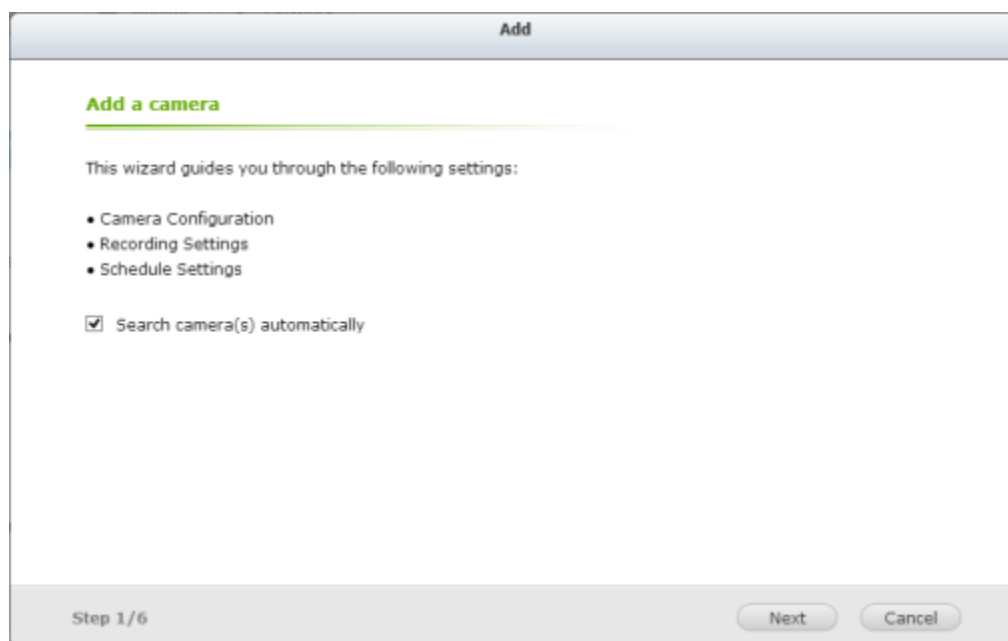 Add
Add a camera
This wizard guides you through the following settings:
• Camera Configuration
• Recording Settings
• Schedule Settings
Search camera(s) automatically
Step 1/6
Next
Cancel